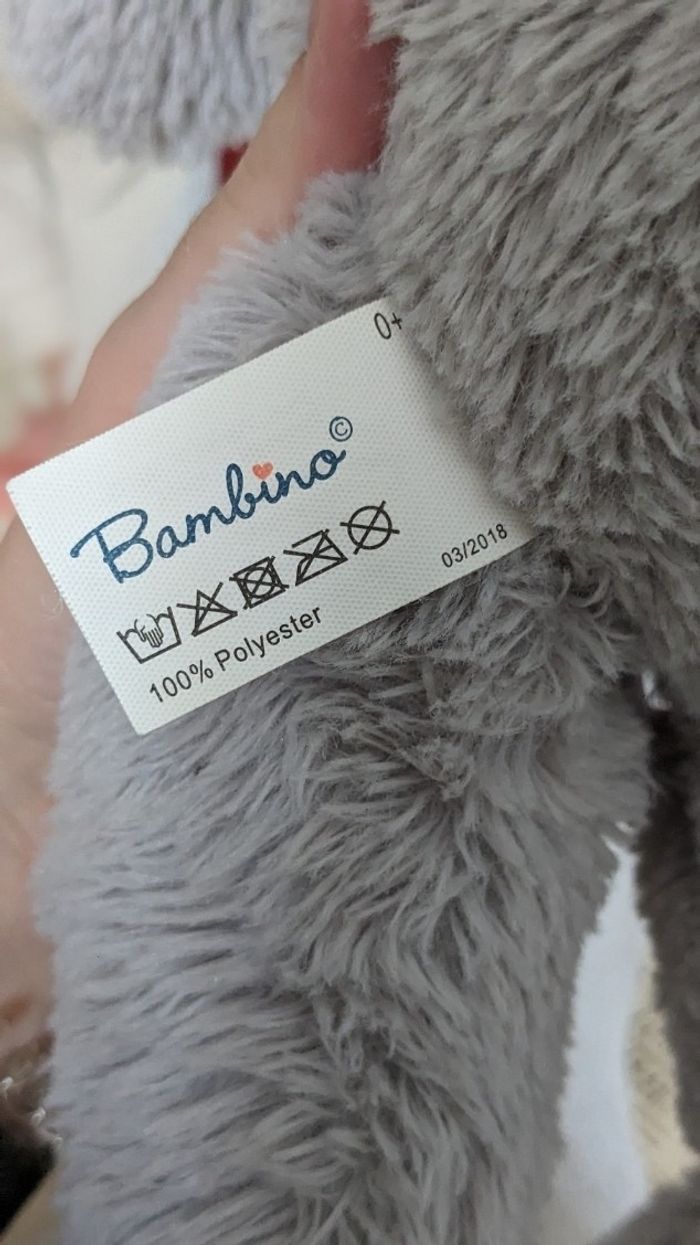 0+
Bambino©
03/2018
100% Polyester